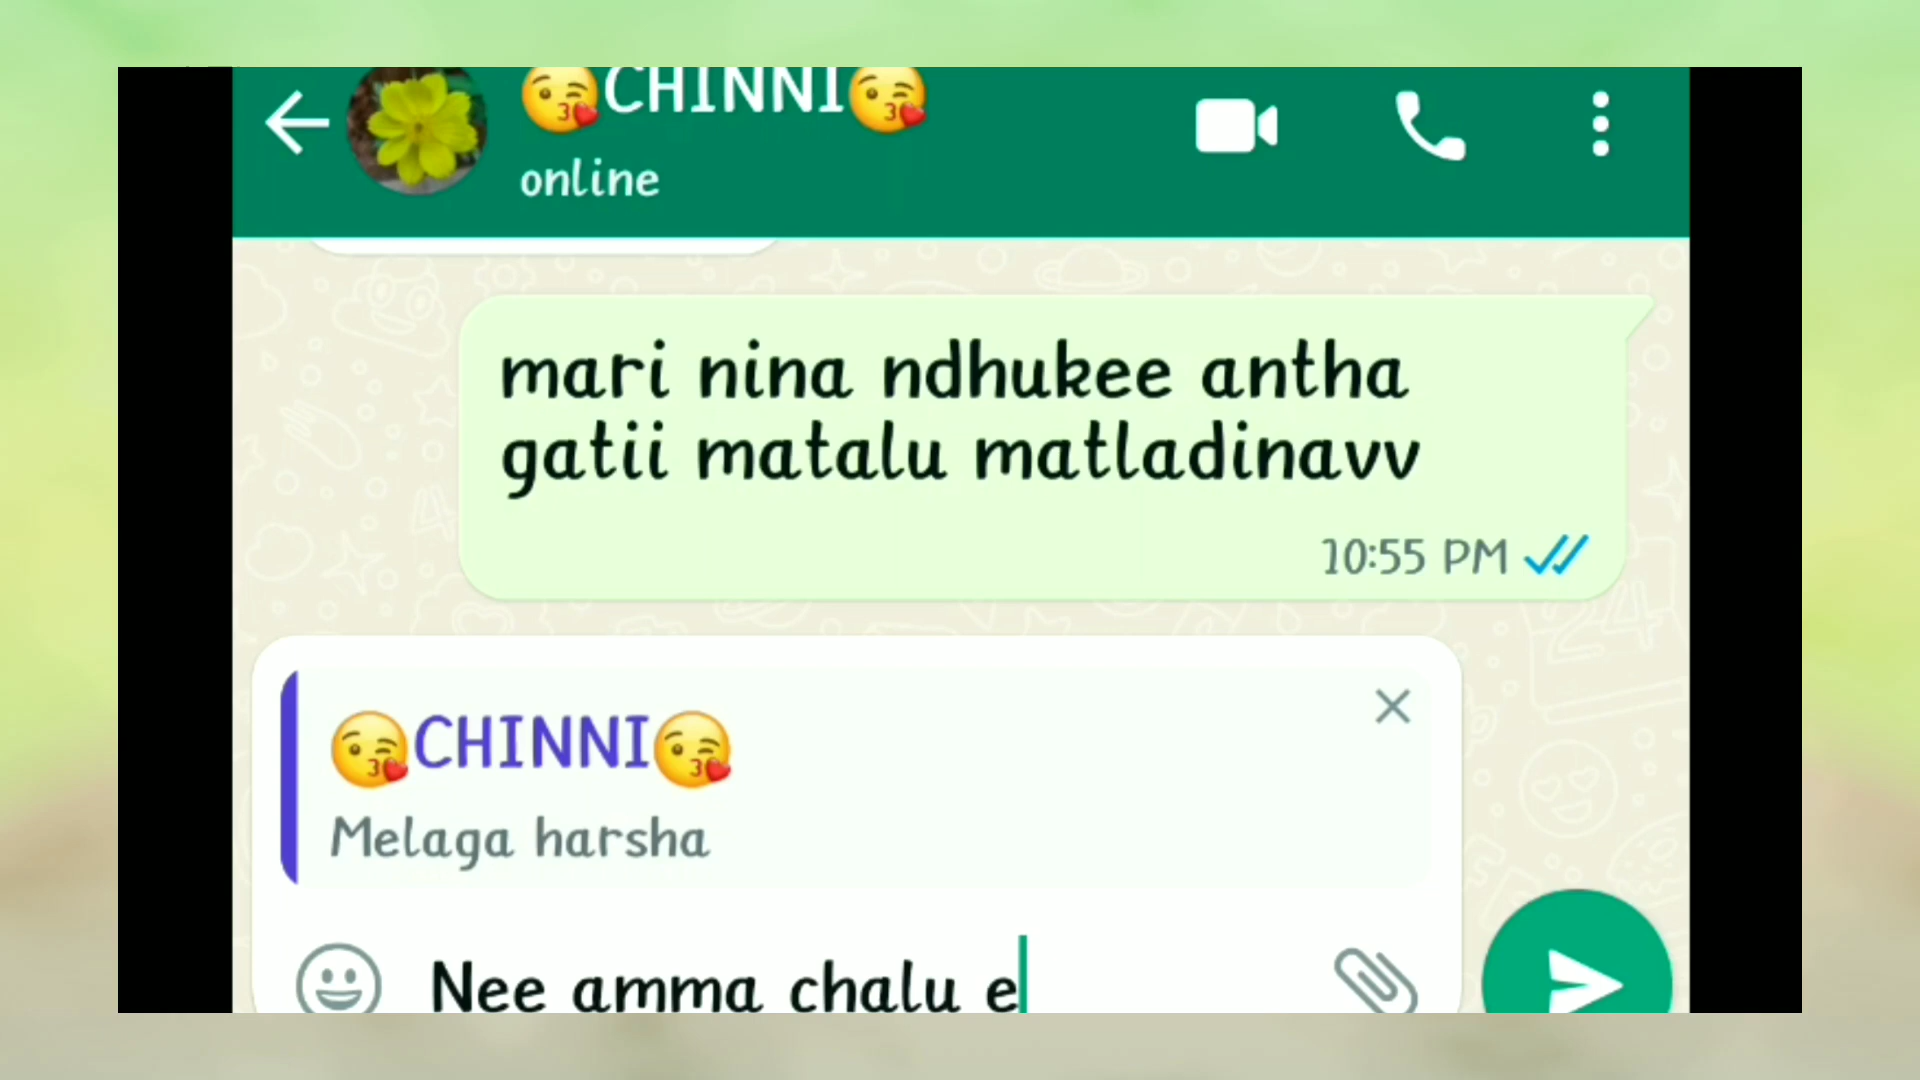 😘CHINNI😘
online
mari nina ndhukee antha
gatii matalu matladinavv
10:55 PM
😘CHINNI😘
Melaga harsha
Nee amma chalu e